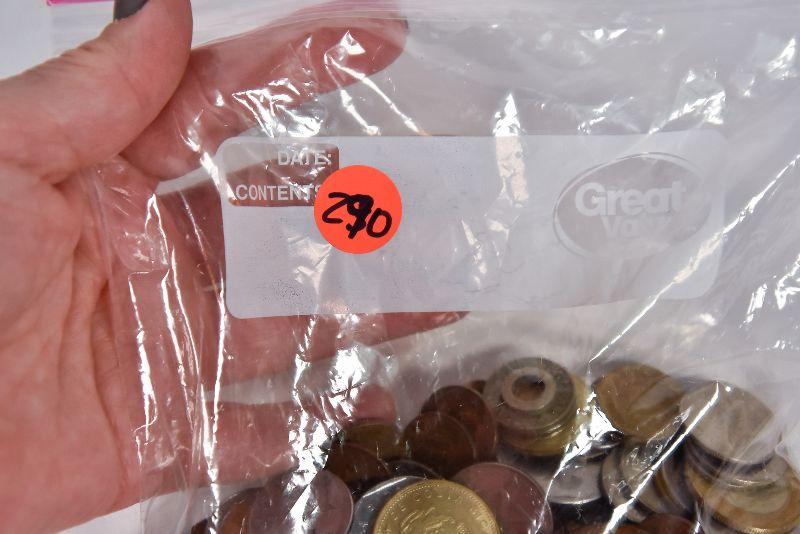 DATE:
CONTENTS
290
Great
Value